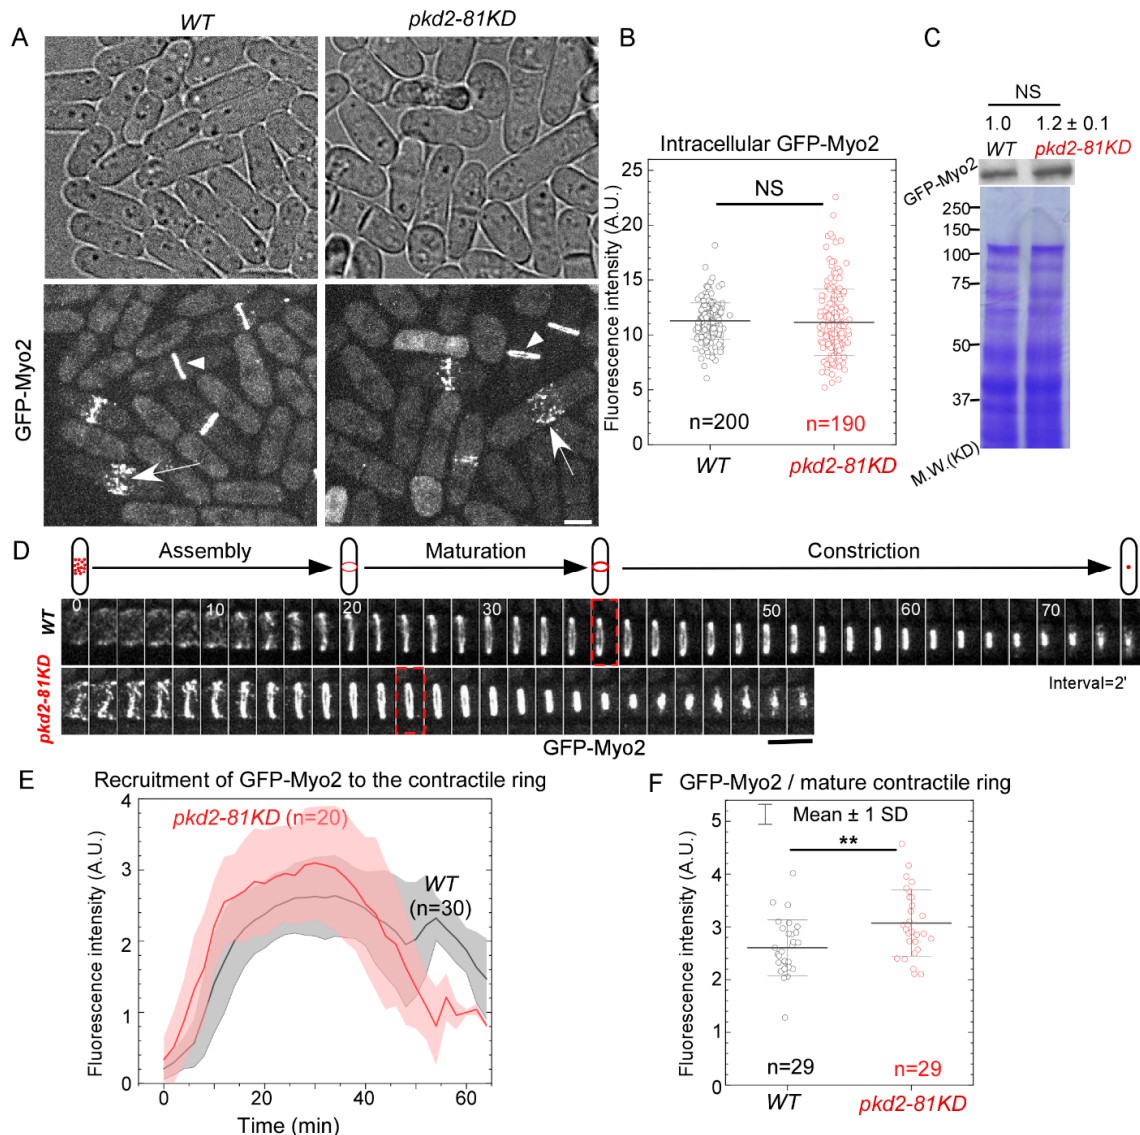 A
WT
pkd2-81KD
GFP-Myo2
B
Intracellular GFP-Myo2
Fluorescence intensity (A.U.)
25
20
15
10
5
0
NS
n=200
n=190
WT
pkd2-81KD
C
NS
1.0
1.2 ± 0.1
WT
pkd2-81KD
GFP-Myo2
250
150
100
75
50
37
M.W.(KD)
D
Assembly
Maturation
Constriction
WT
0
10
20
30
50
60
70
pkd2-81KD
Interval=2'
GFP-Myo2
E
Recruitment of GFP-Myo2 to the contractile ring
Fluorescence intensity (A.U.)
4
3
2
1
0
pkd2-81KD (n=20)
WT
(n=30)
0
20
40
60
Time (min)
F
GFP-Myo2 / mature contractile ring
Fluorescence intensity (A.U.)
5
4
3
2
1
0
Mean ± 1 SD
**
n=29
n=29
WT
pkd2-81KD